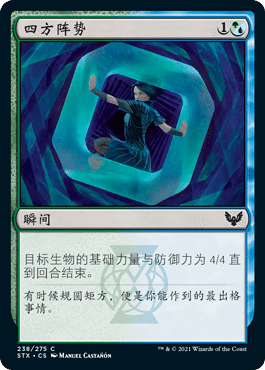 四方阵势 1
瞬间
目标生物的基础力量与防御力为 4/4 直
到回合结束。
有时候规圆矩方，便是你能作到的最出格
事情。
238/275 C
STX • CS MANUEL CASTAÑÓN
™ & © 2021 Wizards of the Coast